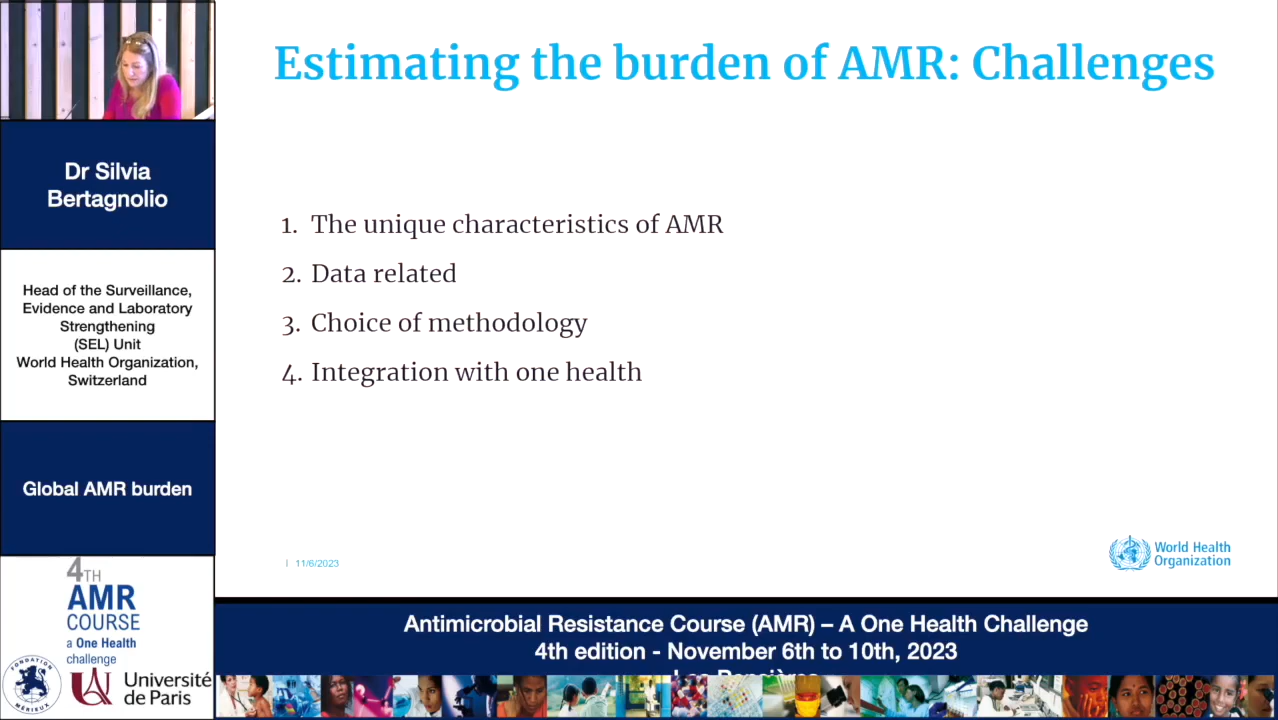 Estimating the burden of AMR: Challenges
Dr Silvia
Bertagnolio
Head of the Surveillance,
Evidence and Laboratory
Strengthening
(SEL) Unit
World Health Organization,
Switzerland
Global AMR burden
1. The unique characteristics of AMR
2. Data related
3. Choice of methodology
4. Integration with one health
| 11/6/2023
World Health
Organization
4TH
AMR
COURSE
a One Health
challenge
FONDATION
MÉRIEUX
Université
de Paris
Antimicrobial Resistance Course (AMR) – A One Health Challenge
4th edition - November 6th to 10th, 2023